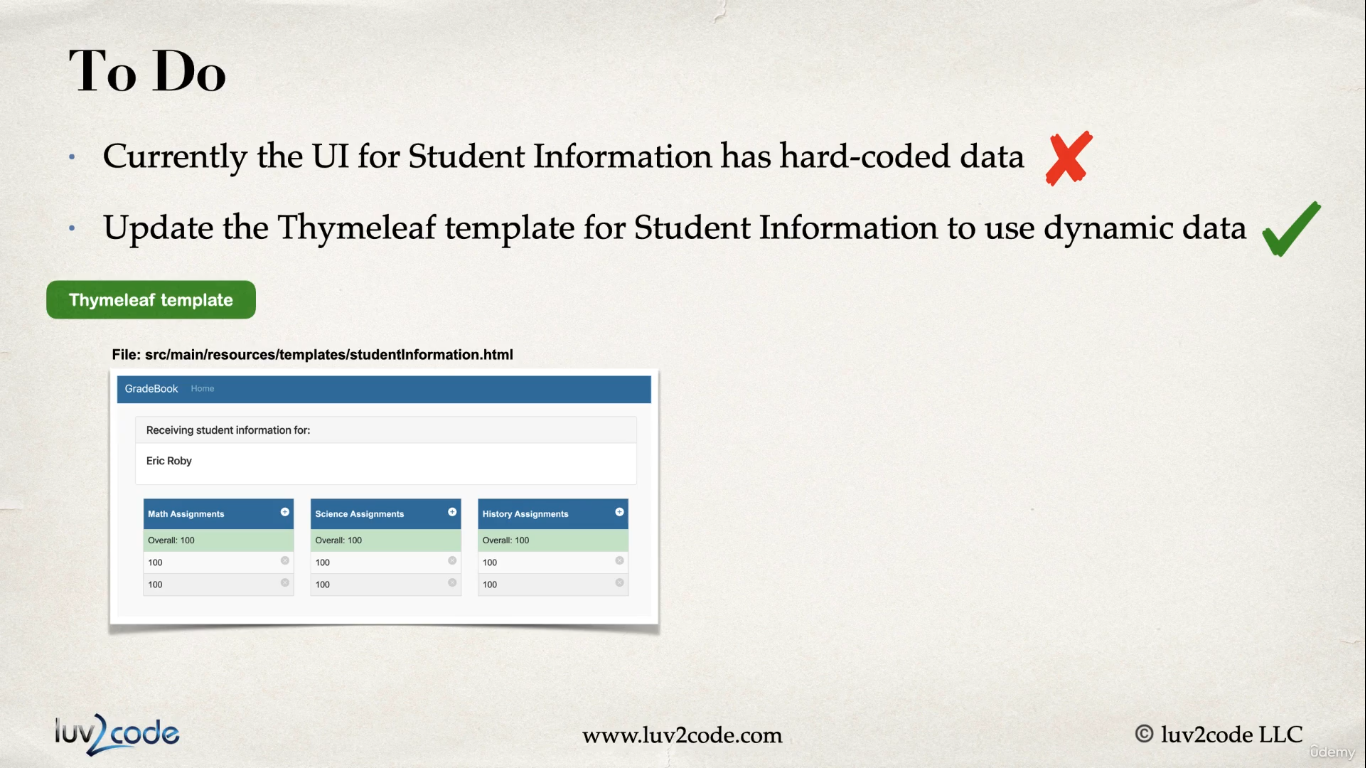 To Do
• Currently the UI for Student Information has hard-coded data
• Update the Thymeleaf template for Student Information to use dynamic data
Thymeleaf template
File: src/main/resources/templates/studentInformation.html
GradeBook Home
Receiving student information for:
Eric Roby
Math Assignments Science Assignments History Assignments
Overall: 100 Overall: 100 Overall: 100
100 100 100
100 100 100
luv2code www.luv2code.com © luv2code LLC
ûdemy